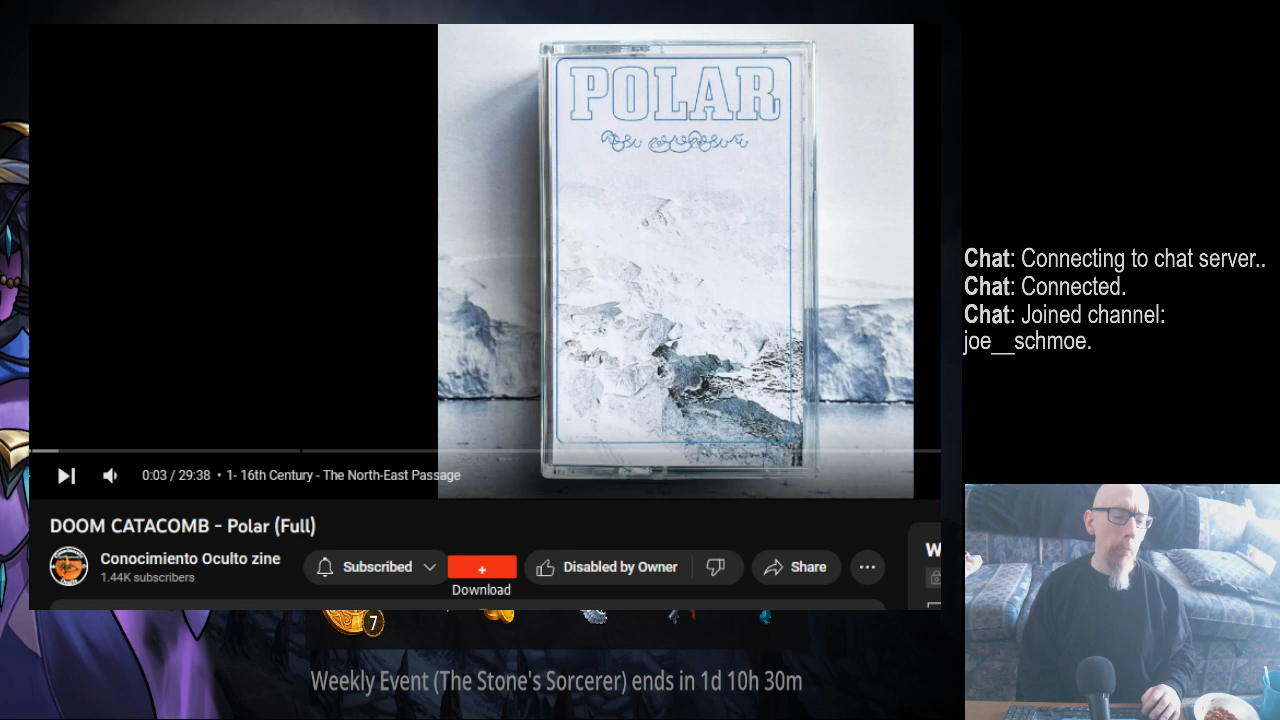 POLAR
0:03 / 29:38 • 1- 16th Century - The North-East Passage
DOOM CATACOMB - Polar (Full)
Conocimiento Oculto zine
1.44K subscribers
Subscribed
+
Download
Disabled by Owner
Share
W
7
Weekly Event (The Stone's Sorcerer) ends in 1d 10h 30m
Chat: Connecting to chat server..
Chat: Connected.
Chat: Joined channel:
joe__schmoe.